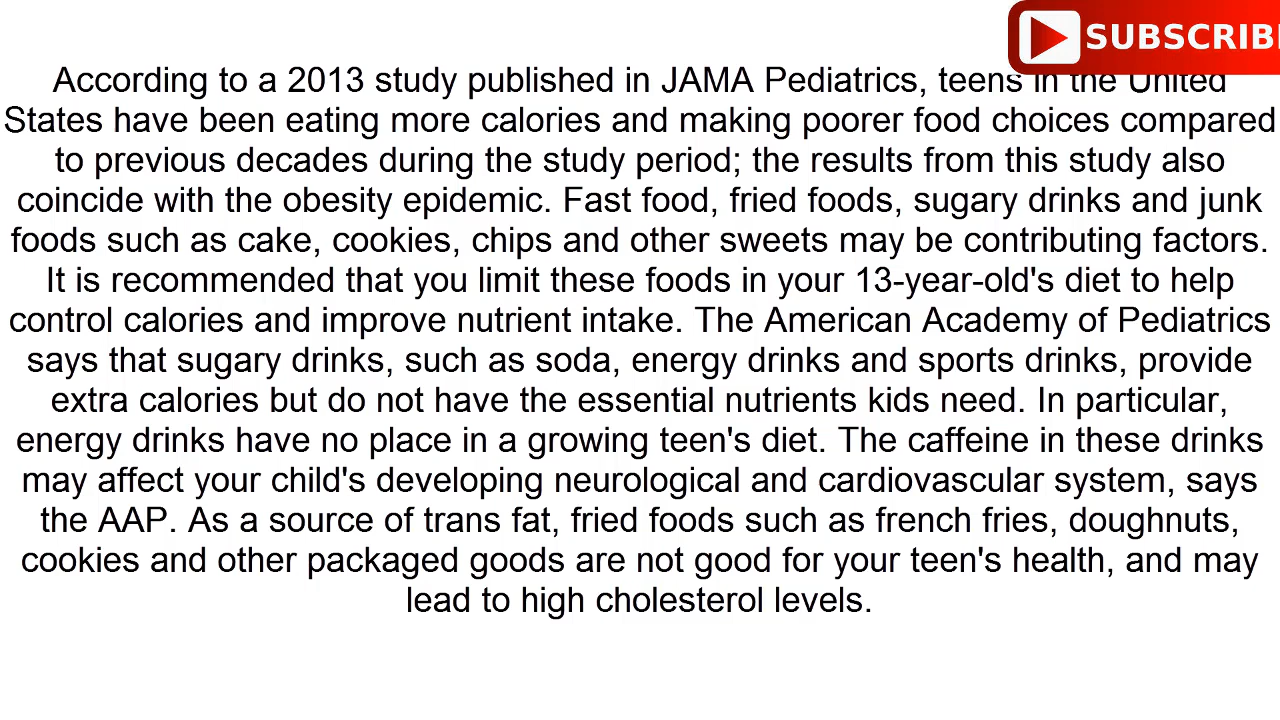 SUBSCRIBE
According to a 2013 study published in JAMA Pediatrics, teens in the United
States have been eating more calories and making poorer food choices compared
to previous decades during the study period; the results from this study also
coincide with the obesity epidemic. Fast food, fried foods, sugary drinks and junk
foods such as cake, cookies, chips and other sweets may be contributing factors.
It is recommended that you limit these foods in your 13-year-old's diet to help
control calories and improve nutrient intake. The American Academy of Pediatrics
says that sugary drinks, such as soda, energy drinks and sports drinks, provide
extra calories but do not have the essential nutrients kids need. In particular,
energy drinks have no place in a growing teen's diet. The caffeine in these drinks
may affect your child's developing neurological and cardiovascular system, says
the AAP. As a source of trans fat, fried foods such as french fries, doughnuts,
cookies and other packaged goods are not good for your teen's health, and may
lead to high cholesterol levels.